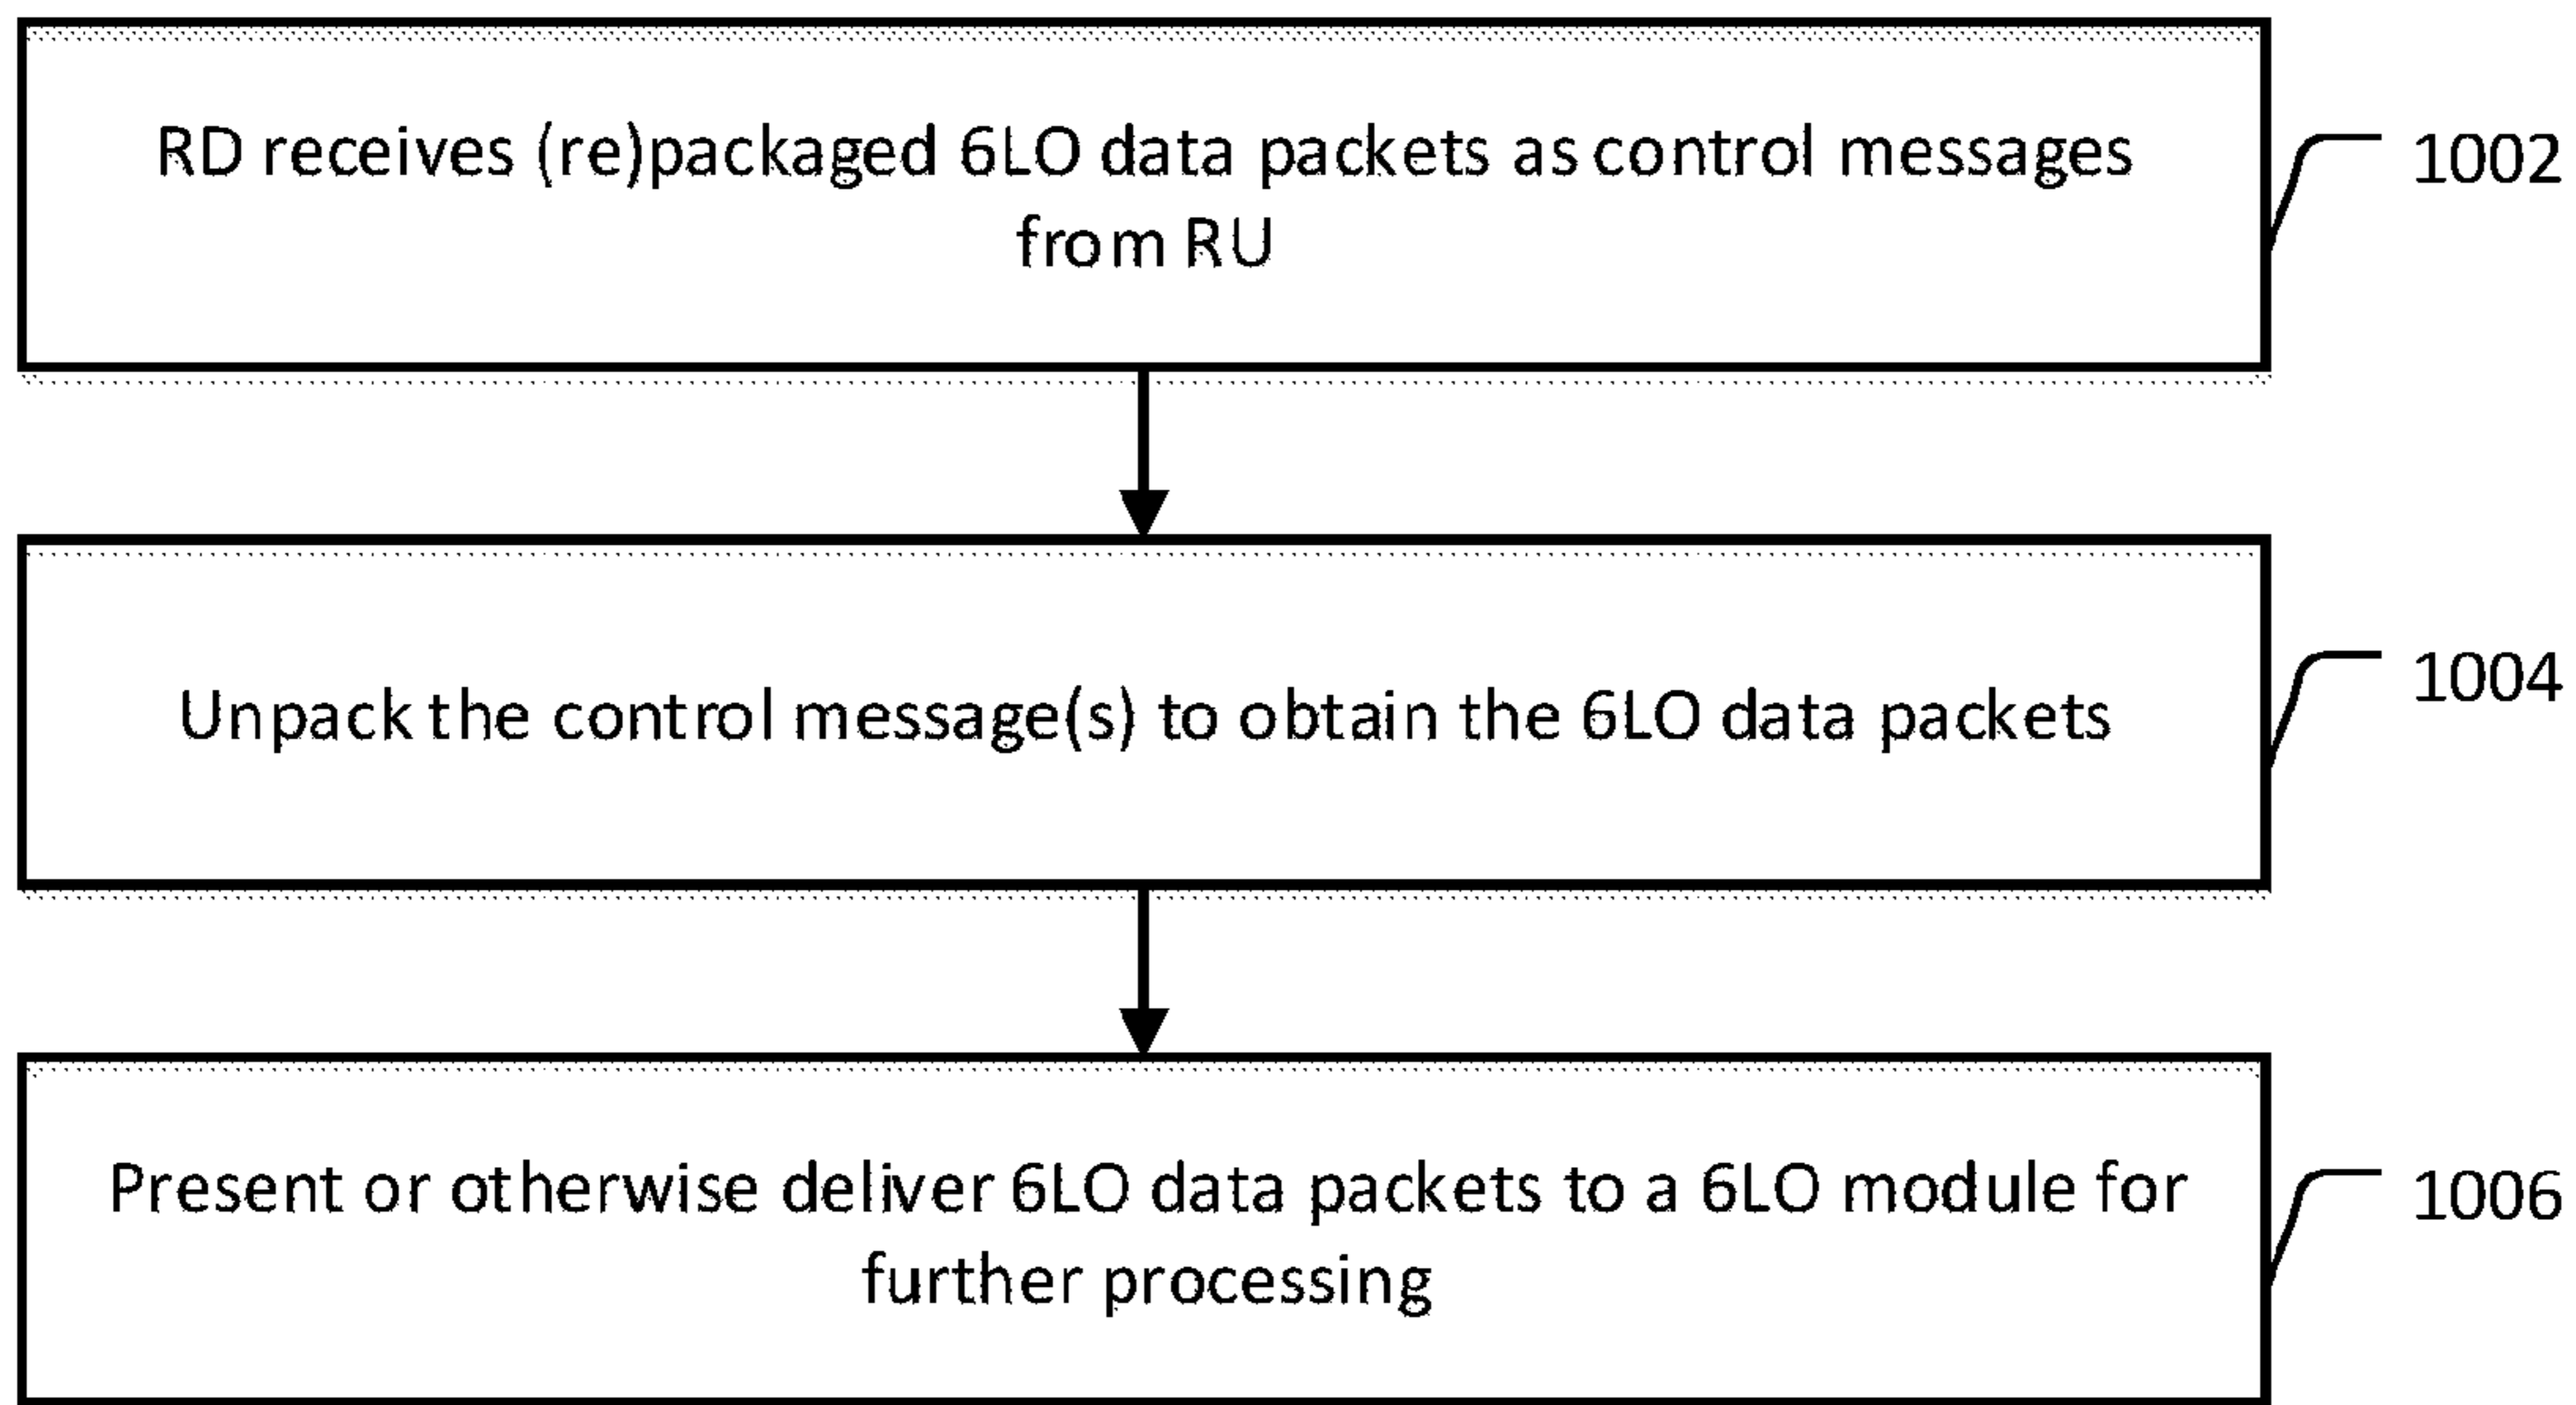 RD receives (re)packaged 6LO data packets as control messages
from RU
1002
Unpack the control message(s) to obtain the 6LO data packets
1004
Present or otherwise deliver 6LO data packets to a 6LO module for
further processing
1006